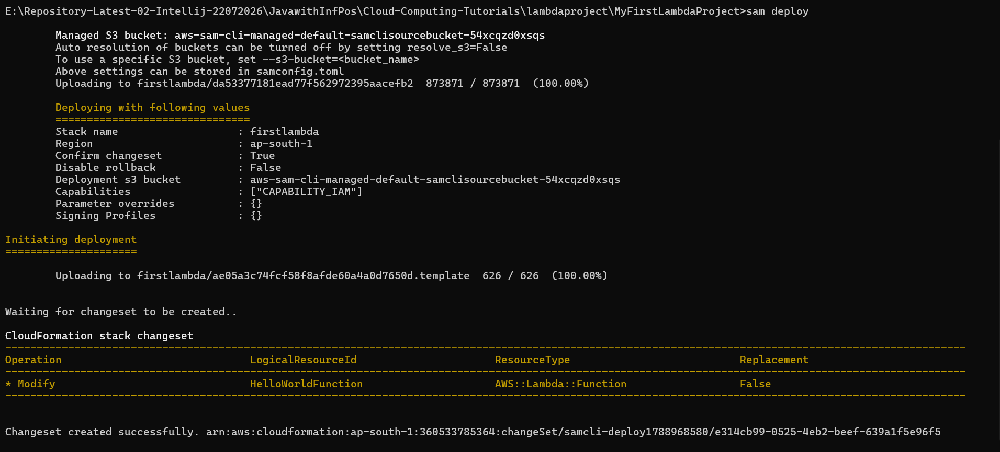 E:\Repository-Latest-02-Intellij-22072026\JavawithInfPos\Cloud-Computing-Tutorials\lambdaproject\MyFirstLambdaProject>sam deploy
Managed S3 bucket: aws-sam-cli-managed-default-samclisourcebucket-54xcqzd0xsqs
Auto resolution of buckets can be turned off by setting resolve_s3=False
To use a specific S3 bucket, set --s3-bucket=<bucket_name>
Above settings can be stored in samconfig.toml
Uploading to firstlambda/da53377181ead77f562972395aacefb2  873871 / 873871  (100.00%)
Deploying with following values
===============================
Stack name                   : firstlambda
Region                       : ap-south-1
Confirm changeset            : True
Disable rollback             : False
Deployment s3 bucket         : aws-sam-cli-managed-default-samclisourcebucket-54xcqzd0xsqs
Capabilities                 : ["CAPABILITY_IAM"]
Parameter overrides          : {}
Signing Profiles             : {}
Initiating deployment
=====================
Uploading to firstlambda/ae05a3c74fcf58f8afde60a4a0d7650d.template  626 / 626  (100.00%)
Waiting for changeset to be created..
CloudFormation stack changeset
---------------------------------------------------------------------------------------------------------------------------------------------------------
Operation                              LogicalResourceId                      ResourceType                           Replacement
---------------------------------------------------------------------------------------------------------------------------------------------------------
* Modify                               HelloWorldFunction                     AWS::Lambda::Function                  False
---------------------------------------------------------------------------------------------------------------------------------------------------------
Changeset created successfully. arn:aws:cloudformation:ap-south-1:360533785364:changeSet/samcli-deploy1788968580/e314cb99-0525-4eb2-beef-639a1f5e96f5